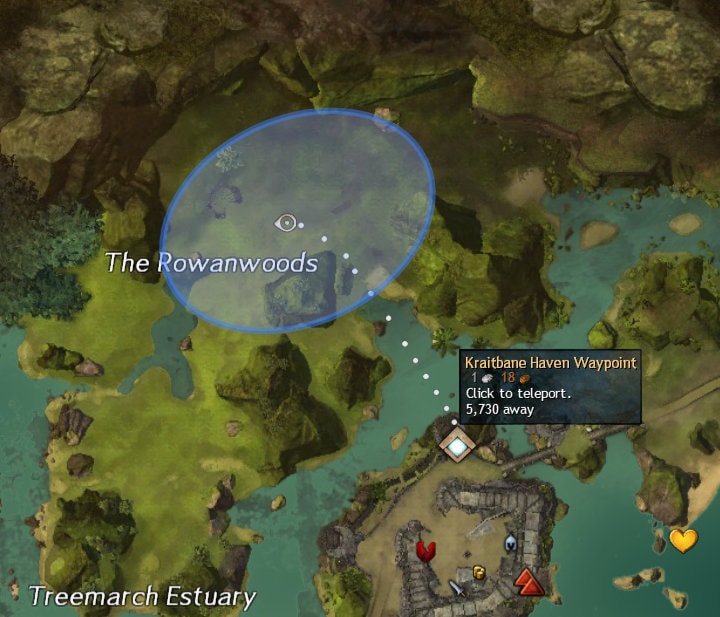 The Rowanwoods
Kraitbane Haven Waypoint
1 18
Click to teleport.
5,730 away
Treemarch Estuary